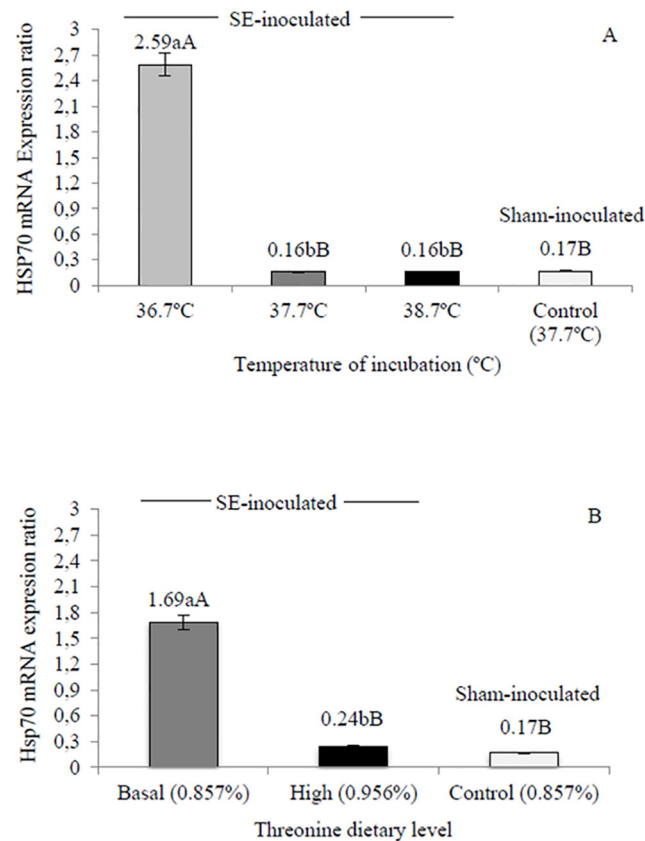 SE-inoculated
A
HSP70 mRNA Expression ratio
3
2,7
2,4
2,1
1,8
1,5
1,2
0,9
0,6
0,3
0
2.59aA
0.16bB
0.16bB
Sham-inoculated
0.17B
36.7ºC
37.7ºC
38.7ºC
Control
(37.7ºC)
Temperature of incubation (ºC)
SE-inoculated
B
Hsp70 mRNA expresion ratio
3
2,7
2,4
2,1
1,8
1,5
1,2
0,9
0,6
0,3
0
1.69aA
0.24bB
Sham-inoculated
0.17B
Basal (0.857%)
High (0.956%)
Control (0.857%)
Threonine dietary level